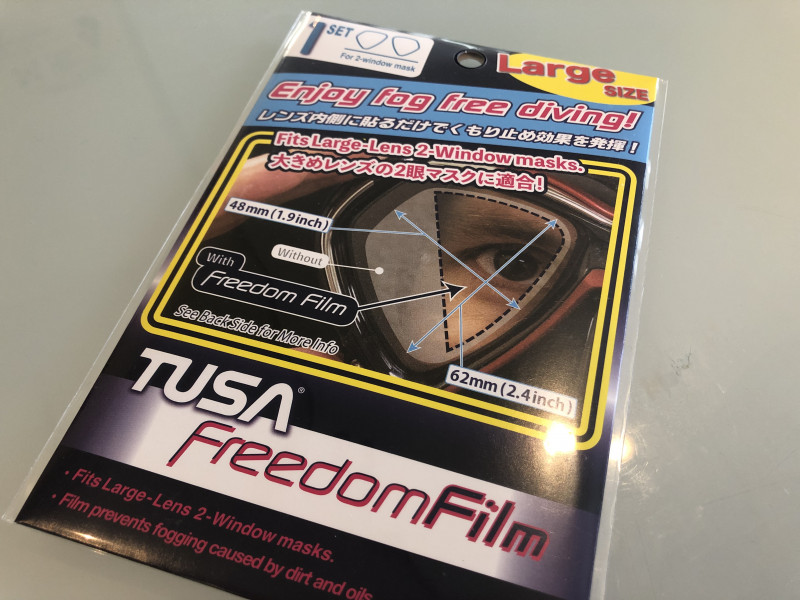 1 SET
For 2-window mask
Large
SIZE
Enjoy fog free diving!
レンズ内側に貼るだけでくもり止め効果を発揮！
Fits Large-Lens 2-Window masks.
大きめレンズの2眼マスクに適合！
48mm (1.9inch)
Without
With
Freedom Film
See Back Side for More Info
62mm (2.4inch)
TUSA®
FreedomFilm
・Fits Large-Lens 2-Window masks.
・Film prevents fogging caused by dirt and oils